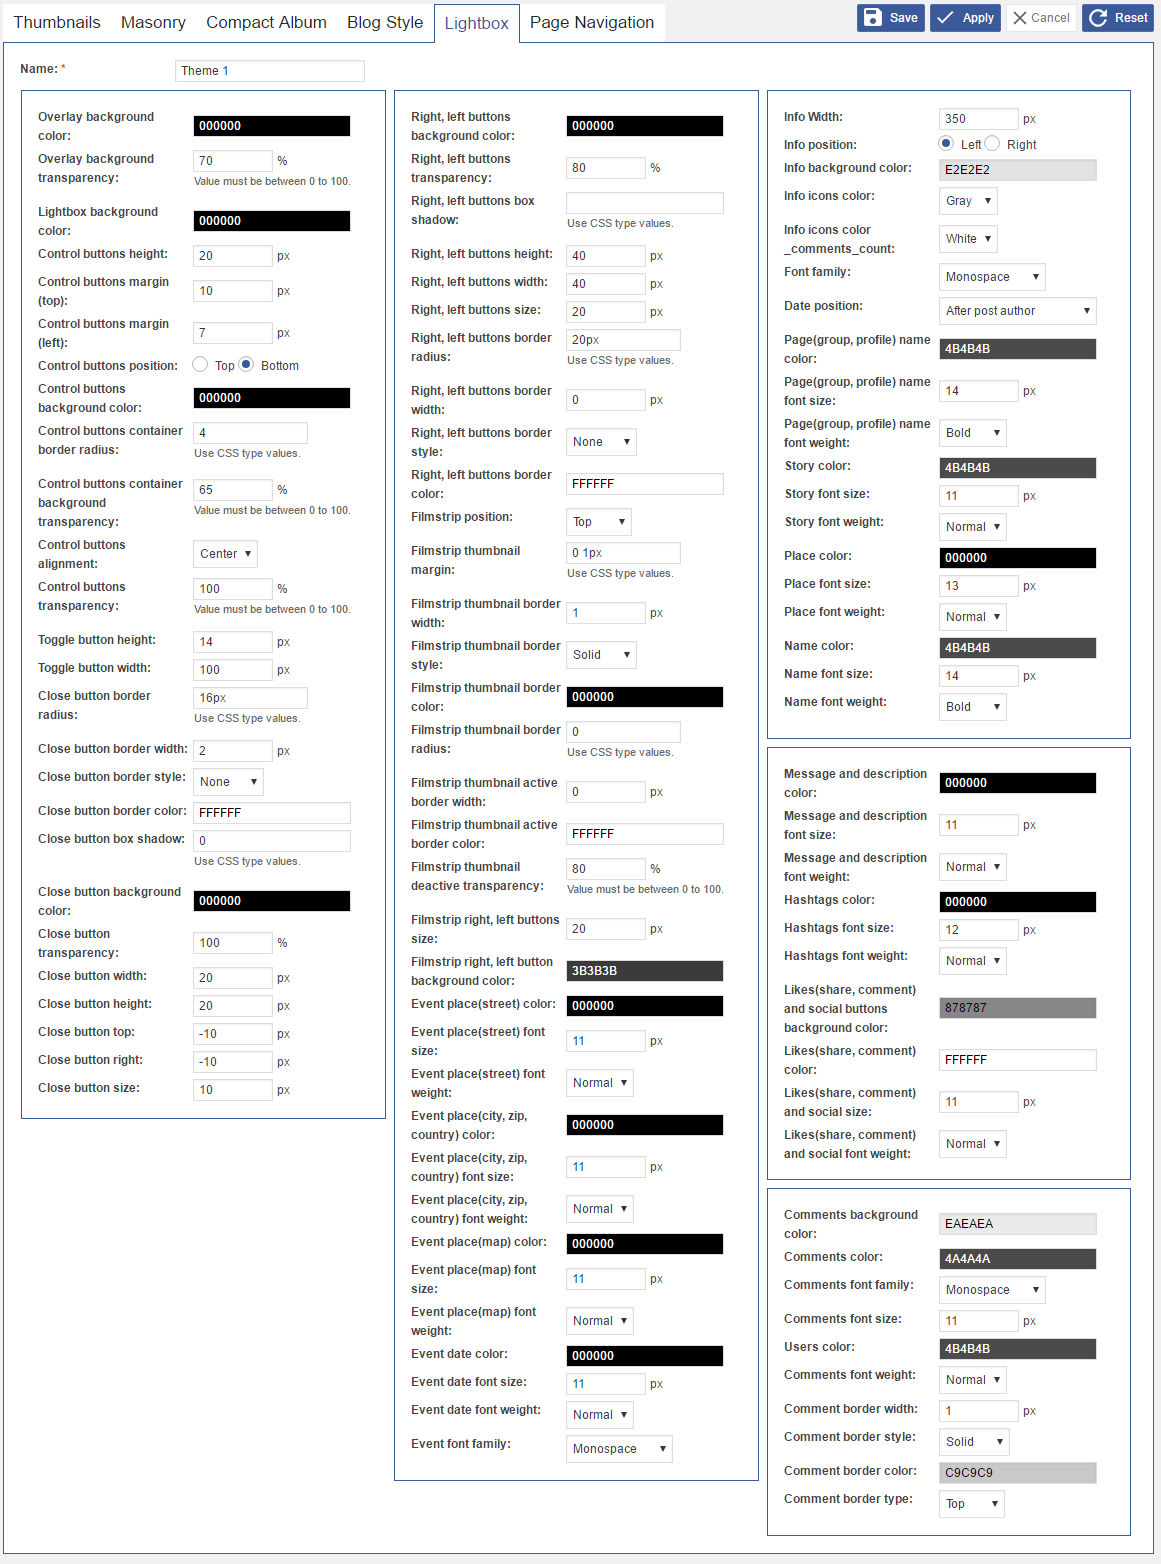 Thumbnails Masonry Compact Album Blog Style Lightbox Page Navigation Save Apply Cancel Reset
Name: * Theme 1
Overlay background
color: 000000
Overlay background
transparency: 70 %
Value must be between 0 to 100.
Lightbox background
color: 000000
Control buttons height: 20 px
Control buttons margin
(top): 10 px
Control buttons margin
(left): 7 px
Control buttons position: Top Bottom
Control buttons
background color: 000000
Control buttons container
border radius: 4
Use CSS type values.
Control buttons container
background
transparency: 65 %
Value must be between 0 to 100.
Control buttons
alignment: Center
Control buttons
transparency: 100 %
Value must be between 0 to 100.
Toggle button height: 14 px
Toggle button width: 100 px
Close button border
radius: 16px
Use CSS type values.
Close button border width: 2 px
Close button border style: None
Close button border color: FFFFFF
Close button box shadow: 0
Use CSS type values.
Close button background
color: 000000
Close button
transparency: 100 %
Close button width: 20 px
Close button height: 20 px
Close button top: -10 px
Close button right: -10 px
Close button size: 10 px
Right, left buttons
background color: 000000
Right, left buttons
transparency: 80 %
Right, left buttons box
shadow:
Use CSS type values.
Right, left buttons height: 40 px
Right, left buttons width: 40 px
Right, left buttons size: 20 px
Right, left buttons border
radius: 20px
Use CSS type values.
Right, left buttons border
width: 0 px
Right, left buttons border
style: None
Right, left buttons border
color: FFFFFF
Filmstrip position: Top
Filmstrip thumbnail
margin: 0 1px
Use CSS type values.
Filmstrip thumbnail border
width: 1 px
Filmstrip thumbnail border
style: Solid
Filmstrip thumbnail border
color: 000000
Filmstrip thumbnail border
radius: 0
Use CSS type values.
Filmstrip thumbnail active
border width: 0 px
Filmstrip thumbnail active
border color: FFFFFF
Filmstrip thumbnail
deactive transparency: 80 %
Value must be between 0 to 100.
Filmstrip right, left buttons
size: 20 px
Filmstrip right, left button
background color: 3B3B3B
Event place(street) color: 000000
Event place(street) font
size: 11 px
Event place(street) font
weight: Normal
Event place(city, zip,
country) color: 000000
Event place(city, zip,
country) font size: 11 px
Event place(city, zip,
country) font weight: Normal
Event place(map) color: 000000
Event place(map) font
size: 11 px
Event place(map) font
weight: Normal
Event date color: 000000
Event date font size: 11 px
Event date font weight: Normal
Event font family: Monospace
Info Width: 350 px
Info position: Left Right
Info background color: E2E2E2
Info icons color: Gray
Info icons color
_comments_count: White
Font family: Monospace
Date position: After post author
Page(group, profile) name
color: 4B4B4B
Page(group, profile) name
font size: 14 px
Page(group, profile) name
font weight: Bold
Story color: 4B4B4B
Story font size: 11 px
Story font weight: Normal
Place color: 000000
Place font size: 13 px
Place font weight: Normal
Name color: 4B4B4B
Name font size: 14 px
Name font weight: Bold
Message and description
color: 000000
Message and description
font size: 11 px
Message and description
font weight: Normal
Hashtags color: 000000
Hashtags font size: 12 px
Hashtags font weight: Normal
Likes(share, comment)
and social buttons
background color: 878787
Likes(share, comment)
color: FFFFFF
Likes(share, comment)
and social size: 11 px
Likes(share, comment)
and social font weight: Normal
Comments background
color: EAEAEA
Comments color: 4A4A4A
Comments font family: Monospace
Comments font size: 11 px
Users color: 4B4B4B
Comments font weight: Normal
Comment border width: 1 px
Comment border style: Solid
Comment border color: C9C9C9
Comment border type: Top